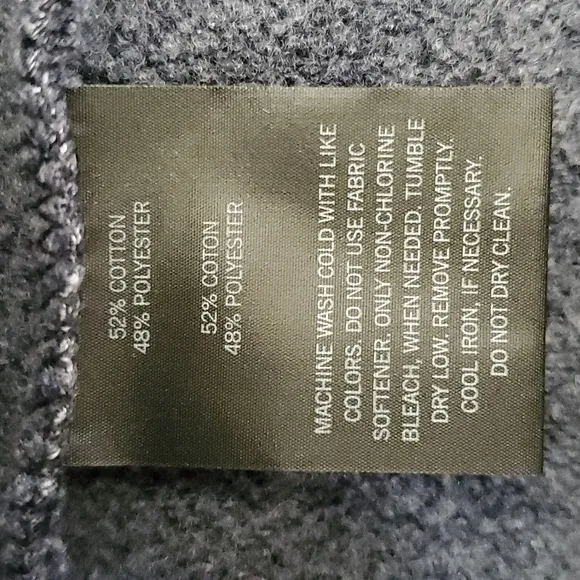 52% COTTON
48% POLYESTER
52% COTON
48% POLYESTER
MACHINE WASH COLD WITH LIKE
COLORS. DO NOT USE FABRIC
SOFTENER. ONLY NON-CHLORINE
BLEACH, WHEN NEEDED. TUMBLE
DRY LOW. REMOVE PROMPTLY.
COOL IRON, IF NECESSARY.
DO NOT DRY CLEAN.